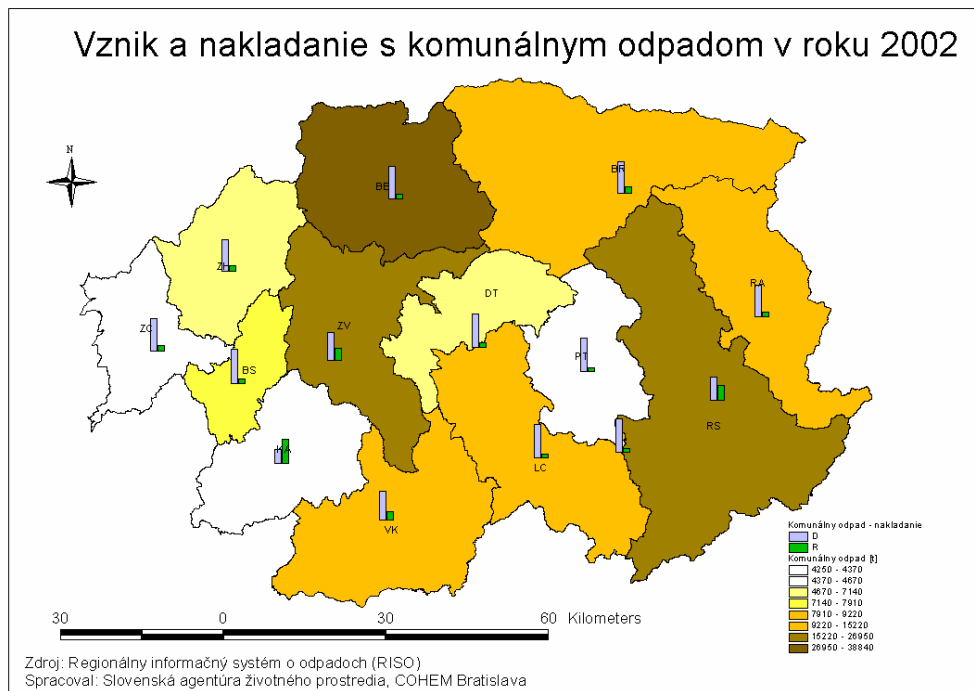 Vznik a nakladanie s komunálnym odpadom v roku 2002
N
BB
BR
ZH
RA
DT
ZC
ZV
PT
BS
RS
KA
LC
VK
Komunálny odpad - nakladanie
D
R
Komunálny odpad [t]
4250 - 4370
4370 - 4670
4670 - 7140
7140 - 7910
7910 - 9220
9220 - 15220
15220 - 26950
26950 - 38840
30 0 30 60 Kilometers
Zdroj: Regionálny informačný systém o odpadoch (RISO)
Spracoval: Slovenská agentúra životného prostredia, COHEM Bratislava